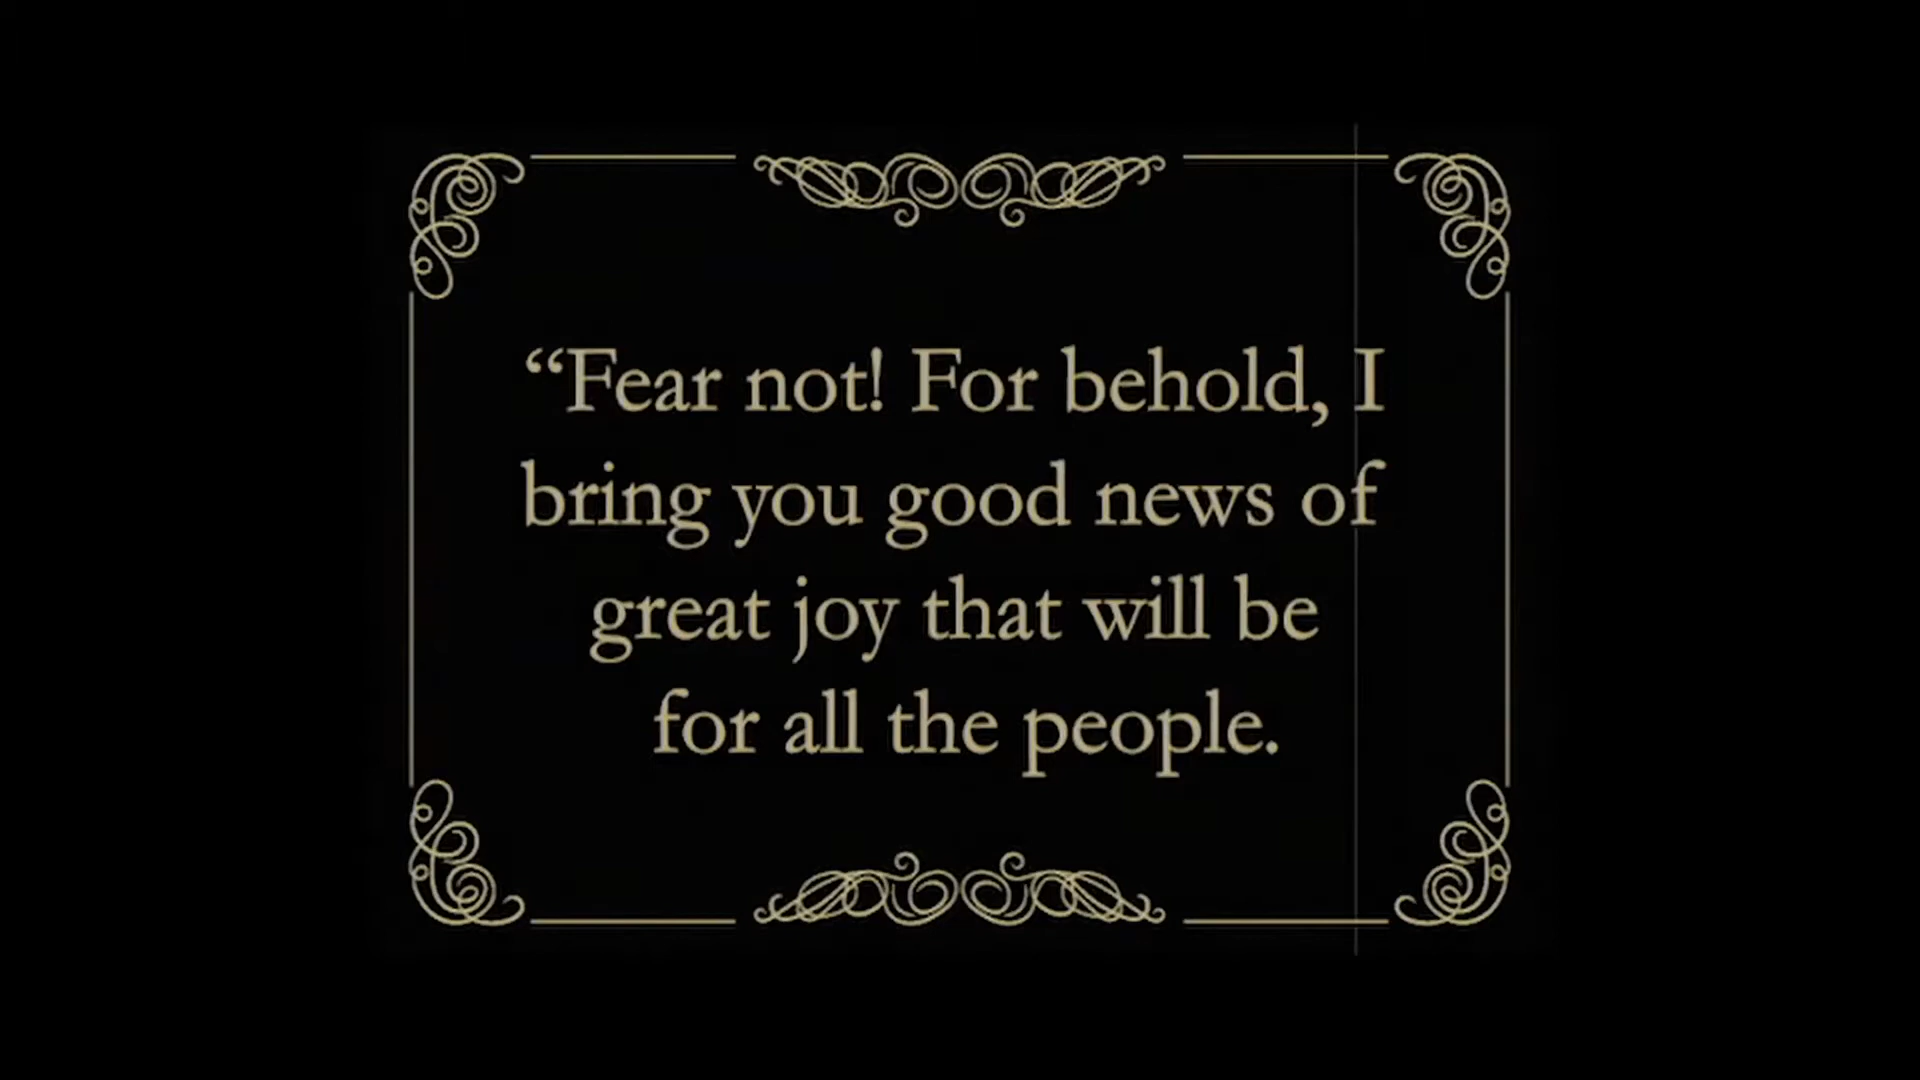 “Fear not! For behold, I
bring you good news of
great joy that will be
for all the people.